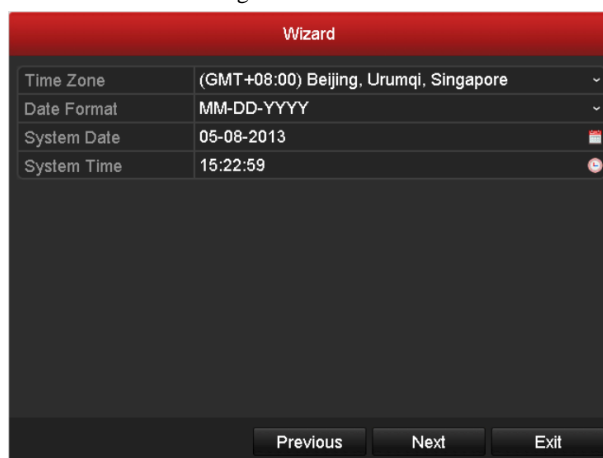 Wizard
Time Zone (GMT+08:00) Beijing, Urumqi, Singapore
Date Format MM-DD-YYYY
System Date 05-08-2013
System Time 15:22:59
Previous Next Exit